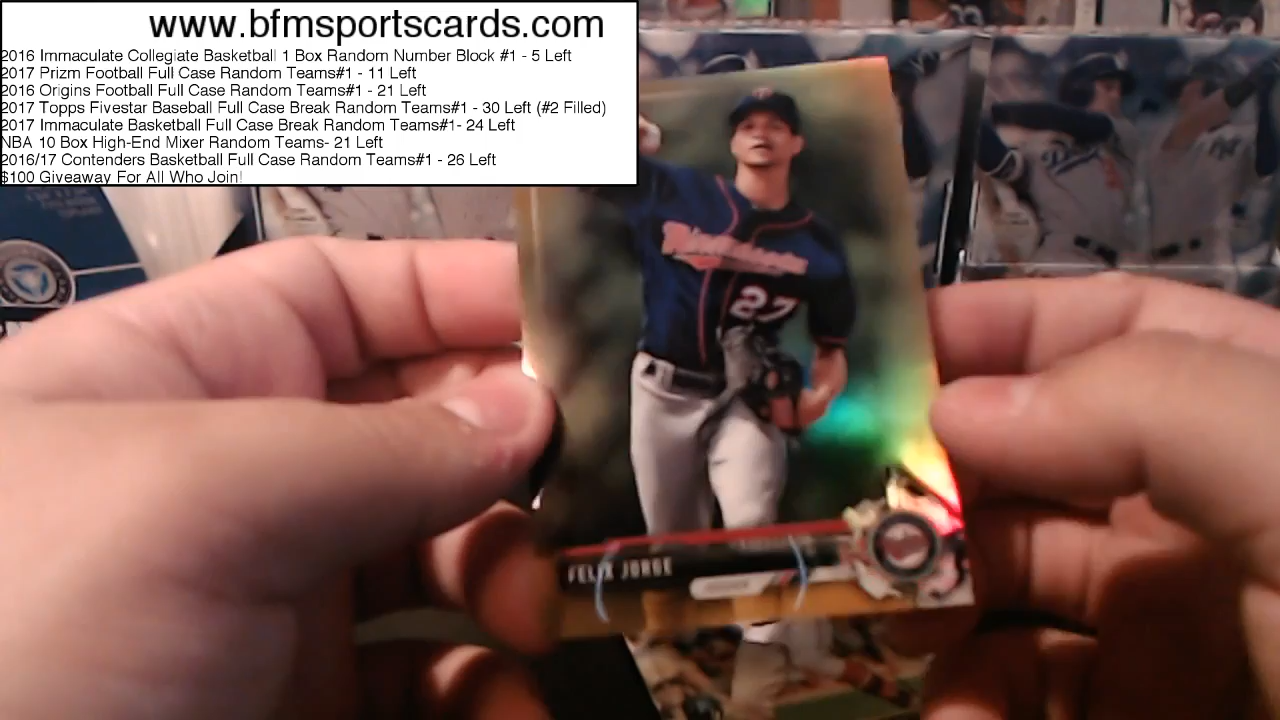 www.bfmsportscards.com
2016 Immaculate Collegiate Basketball 1 Box Random Number Block #1 - 5 Left
2017 Prizm Football Full Case Random Teams#1 - 11 Left
2016 Origins Football Full Case Random Teams#1 - 21 Left
2017 Topps Fivestar Baseball Full Case Break Random Teams#1 - 30 Left (#2 Filled)
2017 Immaculate Basketball Full Case Break Random Teams#1- 24 Left
NBA 10 Box High-End Mixer Random Teams- 21 Left
2016/17 Contenders Basketball Full Case Random Teams#1 - 26 Left
$100 Giveaway For All Who Join!
27
FELIX JORGE